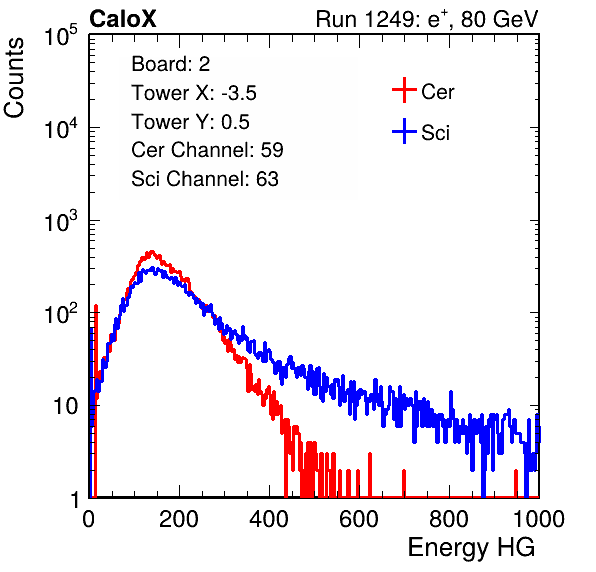 CaloX Run 1249: e⁺, 80 GeV
Counts
10⁵
10⁴
10³
10²
10
1
Board: 2
Tower X: -3.5
Tower Y: 0.5
Cer Channel: 59
Sci Channel: 63
Cer
Sci
0 200 400 600 800 1000
Energy HG